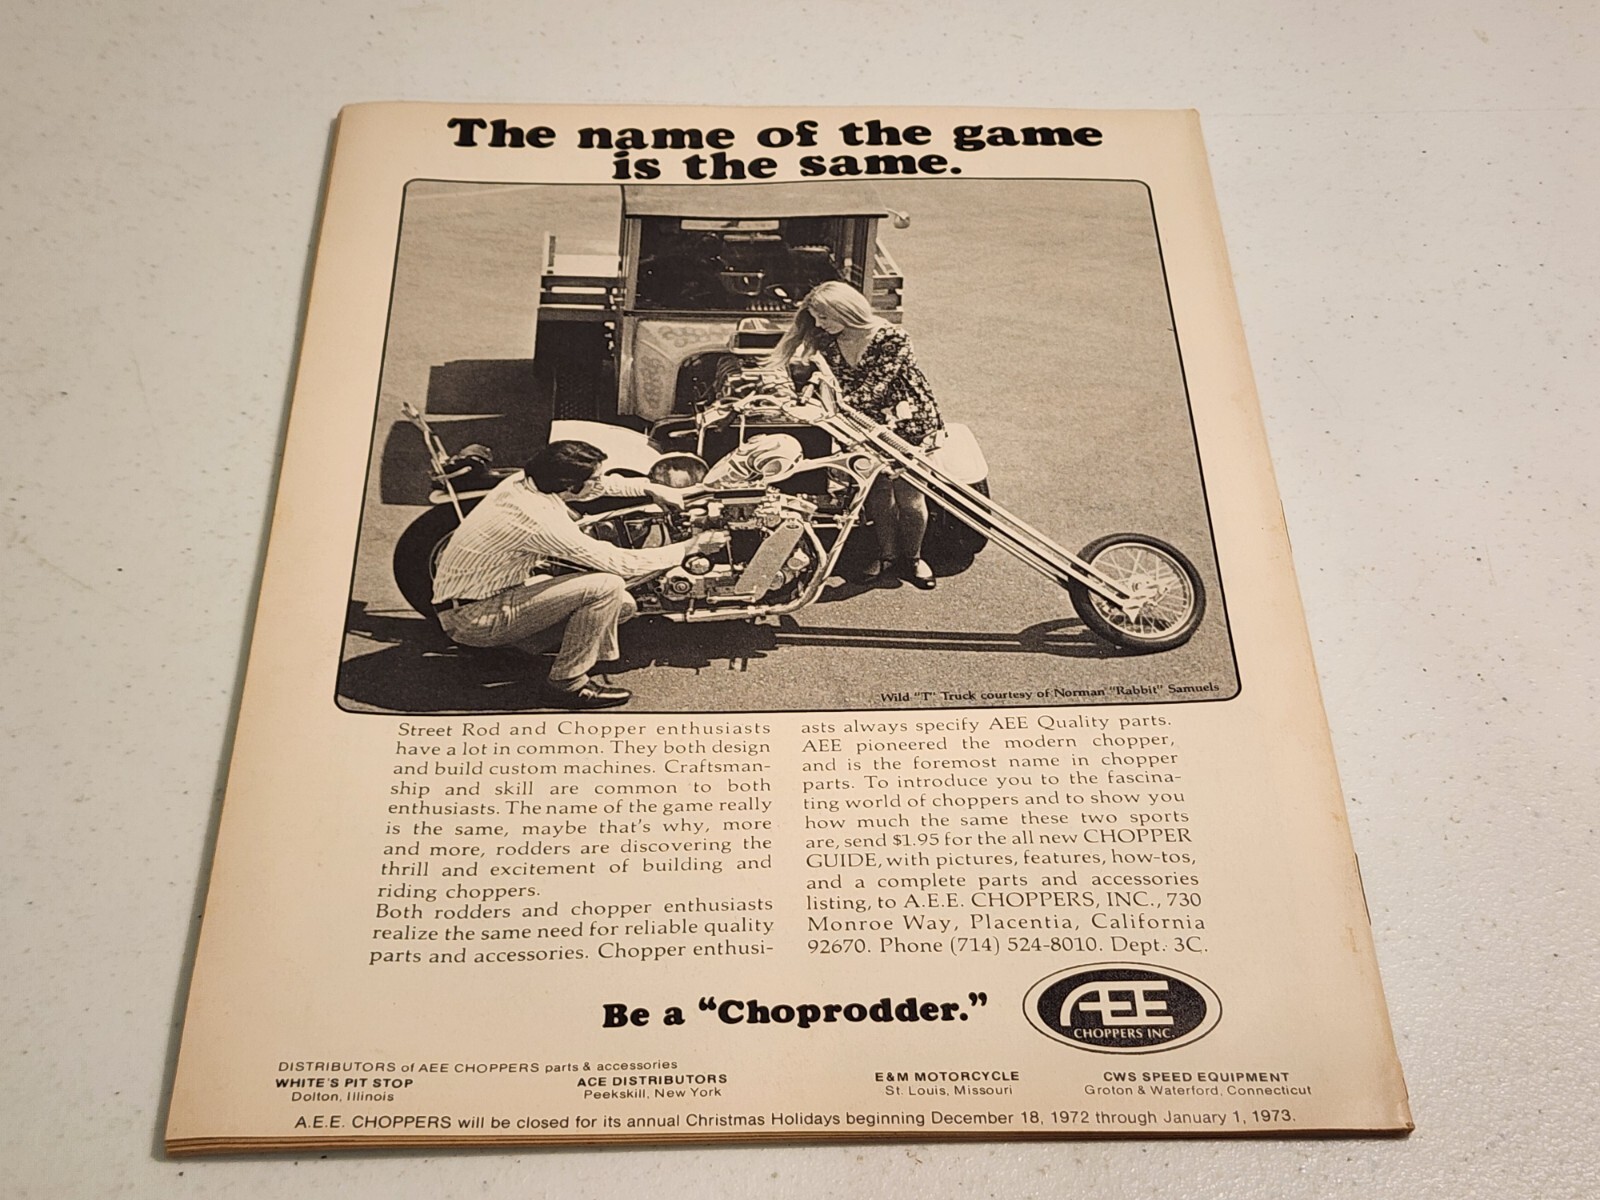 The name of the game
is the same.
Wild "T" Truck courtesy of Norman "Rabbit" Samuels
Street Rod and Chopper enthusiasts
have a lot in common. They both design
and build custom machines. Craftsman-
ship and skill are common to both
enthusiasts. The name of the game really
is the same, maybe that's why, more
and more, rodders are discovering the
thrill and excitement of building and
riding choppers.
Both rodders and chopper enthusiasts
realize the same need for reliable quality
parts and accessories. Chopper enthusi-
asts always specify AEE Quality parts.
AEE pioneered the modern chopper,
and is the foremost name in chopper
parts. To introduce you to the fascina-
ting world of choppers and to show you
how much the same these two sports
are, send $1.95 for the all new CHOPPER
GUIDE, with pictures, features, how-tos,
and a complete parts and accessories
listing, to A.E.E. CHOPPERS, INC., 730
Monroe Way, Placentia, California
92670. Phone (714) 524-8010. Dept. 3C.
Be a "Choprodder."
AEE
CHOPPERS INC.
DISTRIBUTORS of AEE CHOPPERS parts & accessories
WHITE'S PIT STOP
Dolton, Illinois
ACE DISTRIBUTORS
Peekskill, New York
E&M MOTORCYCLE
St. Louis, Missouri
CWS SPEED EQUIPMENT
Groton & Waterford, Connecticut
A.E.E. CHOPPERS will be closed for its annual Christmas Holidays beginning December 18, 1972 through January 1, 1973.